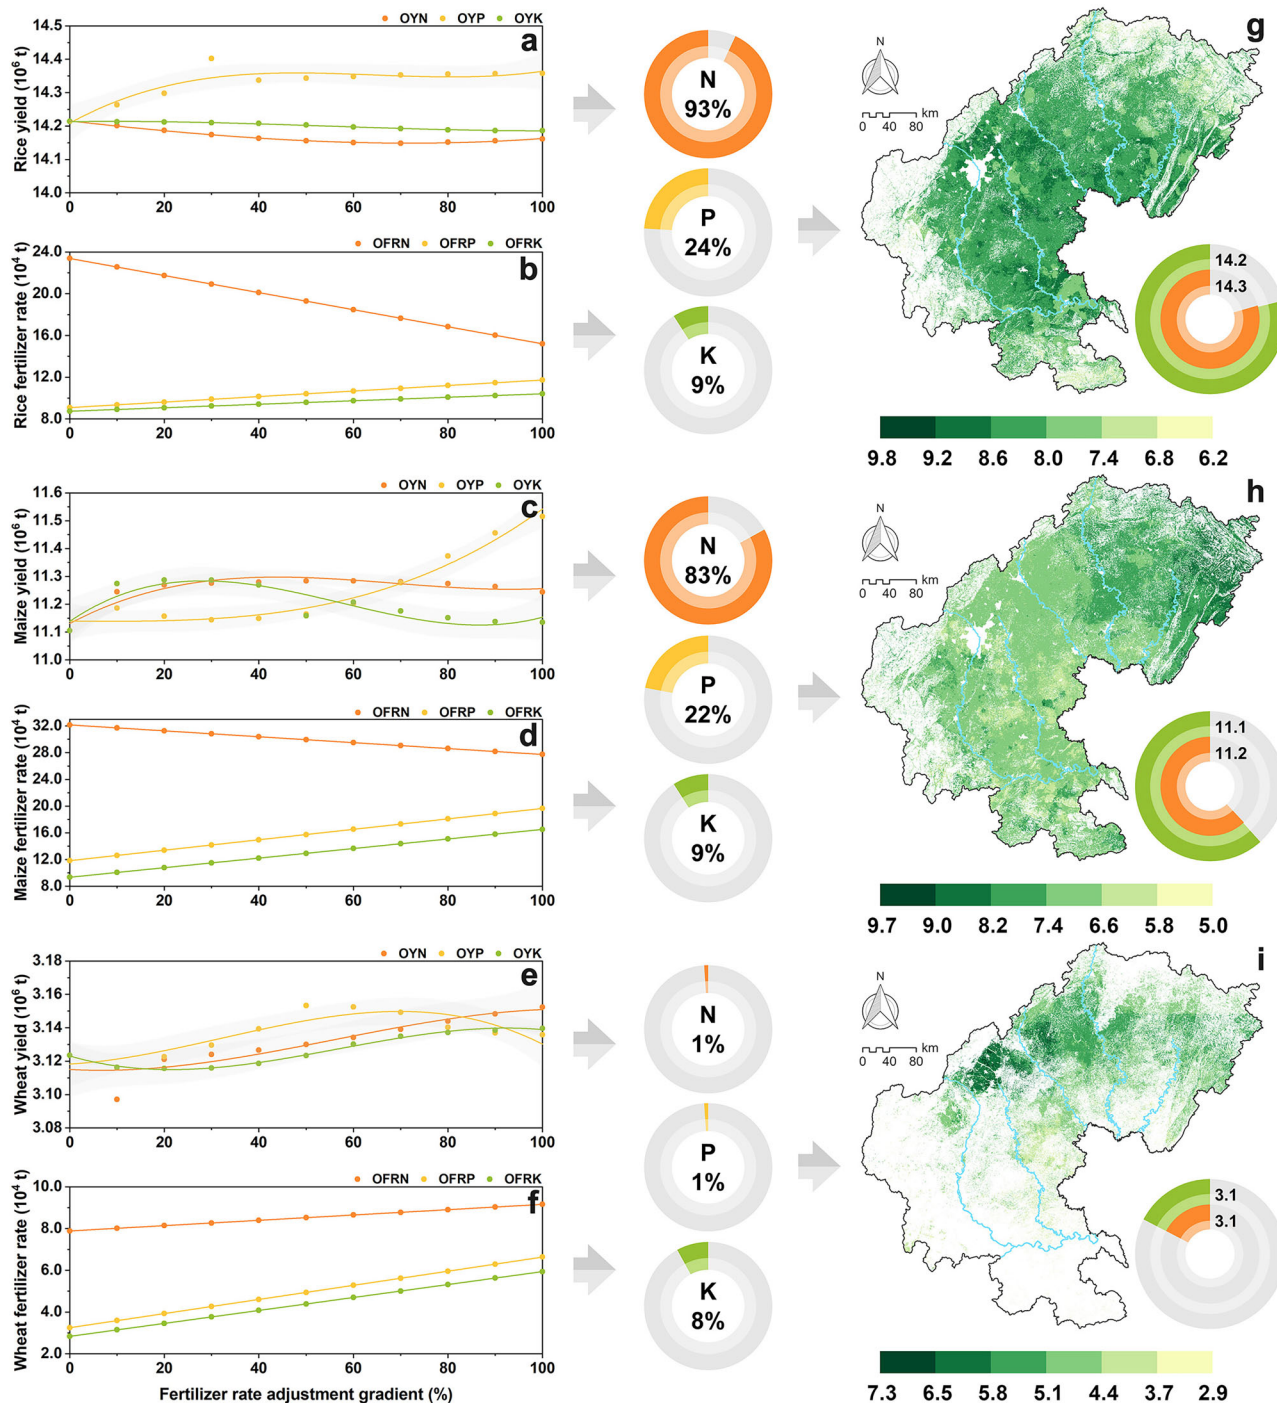 OYN OYP OYK
a
Rice yield (10⁶ t)
14.5
14.4
14.3
14.2
14.1
14.0
0 20 40 60 80 100
OFRN OFRP OFRK
b
Rice fertilizer rate (10⁴ t)
24.0
20.0
16.0
12.0
8.0
0 20 40 60 80 100
N
93%
P
24%
K
9%
g
N
0 40 80 km
14.2
14.3
9.8 9.2 8.6 8.0 7.4 6.8 6.2
OYN OYP OYK
c
Maize yield (10⁶ t)
11.6
11.5
11.3
11.2
11.1
11.0
0 20 40 60 80 100
OFRN OFRP OFRK
d
Maize fertilizer rate (10⁴ t)
32.0
28.0
24.0
20.0
16.0
12.0
8.0
0 20 40 60 80 100
N
83%
P
22%
K
9%
h
N
0 40 80 km
11.1
11.2
9.7 9.0 8.2 7.4 6.6 5.8 5.0
OYN OYP OYK
e
Wheat yield (10⁶ t)
3.18
3.16
3.14
3.12
3.10
3.08
0 20 40 60 80 100
OFRN OFRP OFRK
f
Wheat fertilizer rate (10⁴ t)
10.0
8.0
6.0
4.0
2.0
0 20 40 60 80 100
Fertilizer rate adjustment gradient (%)
N
1%
P
1%
K
8%
i
N
0 40 80 km
3.1
3.1
7.3 6.5 5.8 5.1 4.4 3.7 2.9